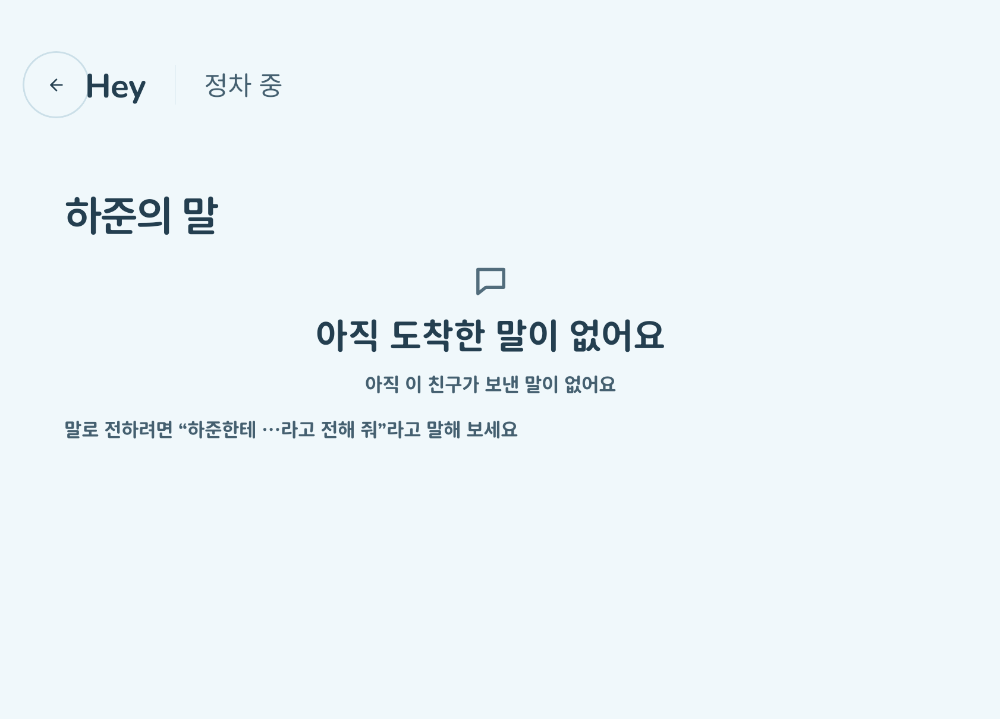 Hey 정차 중
하준의 말
아직 도착한 말이 없어요
아직 이 친구가 보낸 말이 없어요
말로 전하려면 “하준한테 …라고 전해 줘”라고 말해 보세요